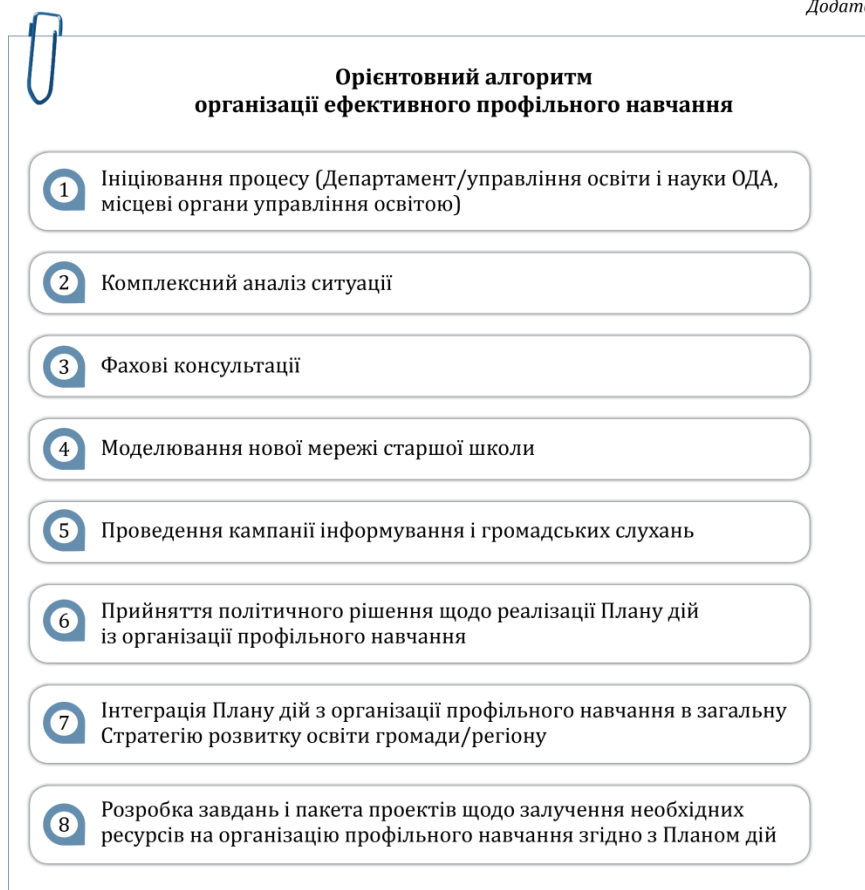 Орієнтовний алгоритм
організації ефективного профільного навчання
1 Ініціювання процесу (Департамент/управління освіти і науки ОДА,
місцеві органи управління освітою)
2 Комплексний аналіз ситуації
3 Фахові консультації
4 Моделювання нової мережі старшої школи
5 Проведення кампанії інформування і громадських слухань
6 Прийняття політичного рішення щодо реалізації Плану дій
із організації профільного навчання
7 Інтеграція Плану дій з організації профільного навчання в загальну
Стратегію розвитку освіти громади/регіону
8 Розробка завдань і пакета проектів щодо залучення необхідних
ресурсів на організацію профільного навчання згідно з Планом дій